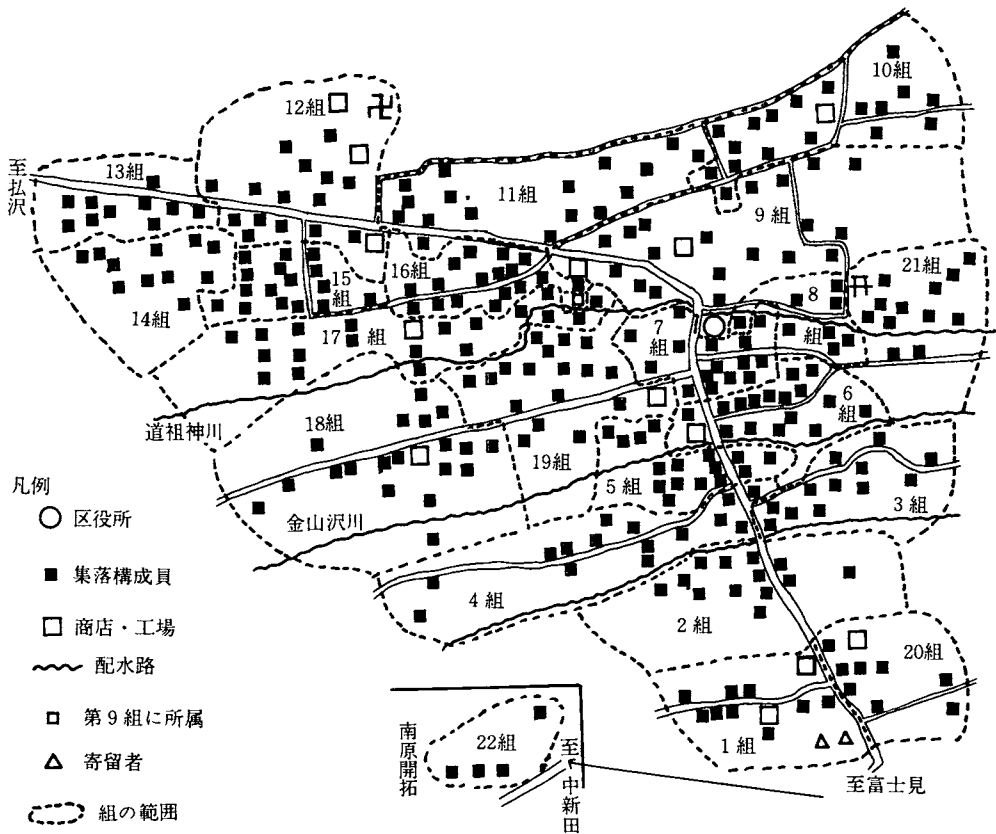 10組
12組
至払沢
13組
11組
9組
21組
16組
15組
8組
14組
17組
7組
6組
道祖神川
18組
19組
5組
3組
金山沢川
4組
2組
20組
1組
凡例
区役所
集落構成員
商店・工場
配水路
第9組に所属
寄留者
組の範囲
南原開拓
22組
至中新田
至富士見